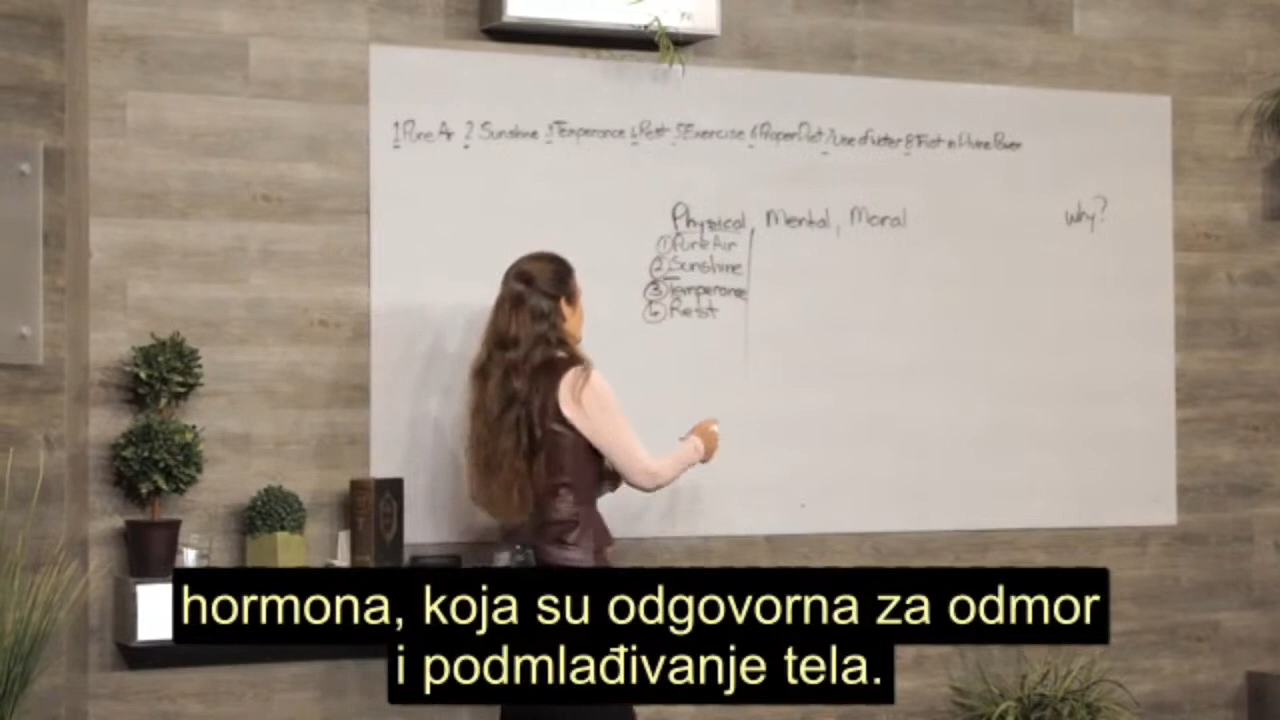 1 Pure Air 2 Sunshine 3 Temperance 4 Rest 5 Exercise 6 Proper Diet 7 Use of water 8 Trust in Divine Power
Physical, Mental, Moral why?
① Pure Air
② Sunshine
③ Temperance
④ Rest
hormona, koja su odgovorna za odmor
i podmlađivanje tela.